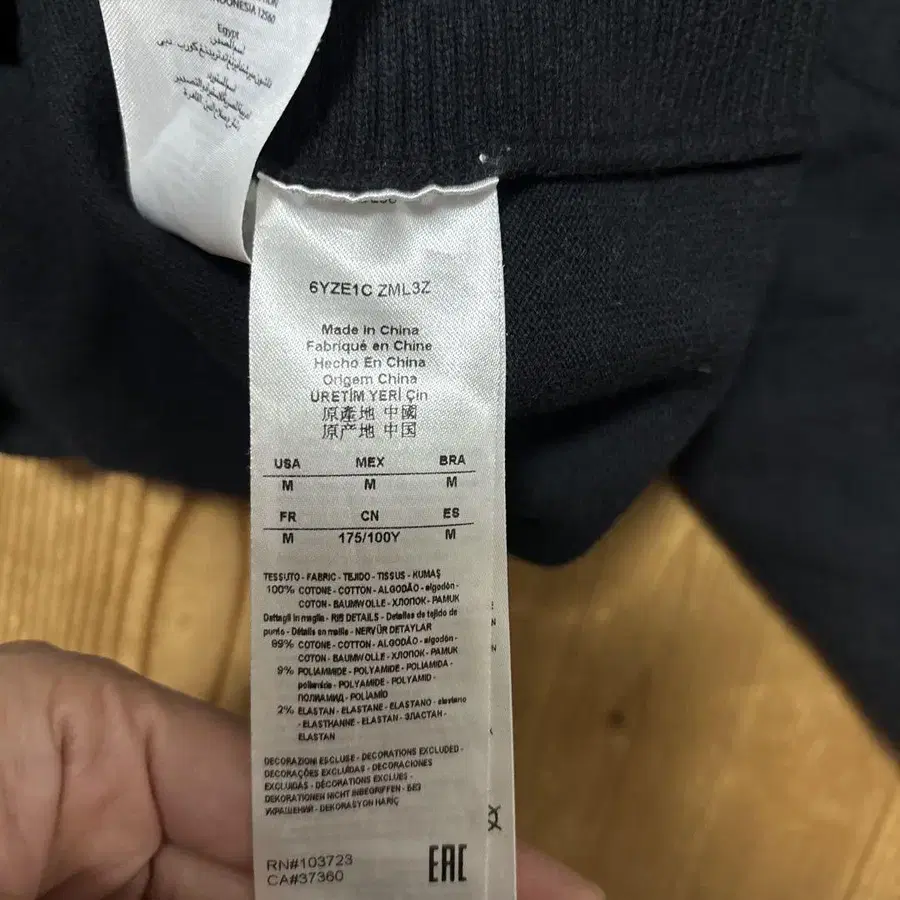 INDONESIA 12560
Egypt
6YZE1C ZML3Z
Made in China
Fabriqué en Chine
Hecho En China
Origem China
ÜRETİM YERİ Çin
原產地 中國
原产地 中国
USA MEX BRA
M M M
FR CN ES
M 175/100Y M
TESSUTO - FABRIC - TEJIDO - TISSUS - KUMAŞ
100% COTONE - COTTON - ALGODÃO - algodón -
COTON - BAUMWOLLE - ХЛОПОК - PAMUK
Dettagli in maglia - RIB DETAILS - Detalles de tejido de
punto - Détails en maille - NERVÜR DETAYLAR
89% COTONE - COTTON - ALGODÃO - algodón -
COTON - BAUMWOLLE - ХЛОПОК - PAMUK
9% POLIAMMIDE - POLYAMIDE - POLIAMIDA -
poliamida - POLYAMIDE - POLYAMID -
ПОЛИАМИД - POLİAMİD
2% ELASTAN - ELASTANE - ELASTANO - elastano
- ELASTHANNE - ELASTAN - ЭЛАСТАН -
ELASTAN
DECORAZIONI ESCLUSE - DECORATIONS EXCLUDED -
DECORAÇÕES EXCLUÍDAS - DECORACIONES
EXCLUIDAS - DÉCORATIONS EXCLUES -
DEKORATIONEN NICHT INBEGRIFFEN - БЕЗ
УКРАШЕНИЙ - DEKORASYON HARİÇ
RN#103723
CA#37360
EAC